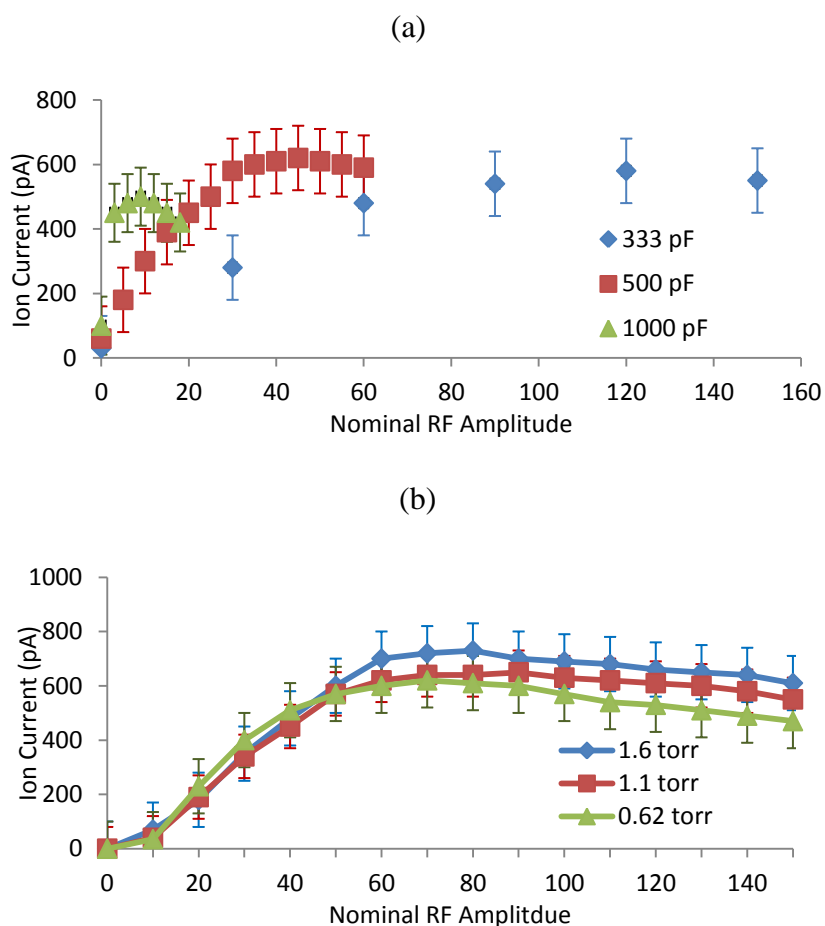 (a)
800
600
400
200
0
Ion Current (pA)
333 pF
500 pF
1000 pF
0 20 40 60 80 100 120 140 160
Nominal RF Amplitude
(b)
1000
800
600
400
200
0
Ion Current (pA)
1.6 torr
1.1 torr
0.62 torr
0 20 40 60 80 100 120 140
Nominal RF Amplitdue